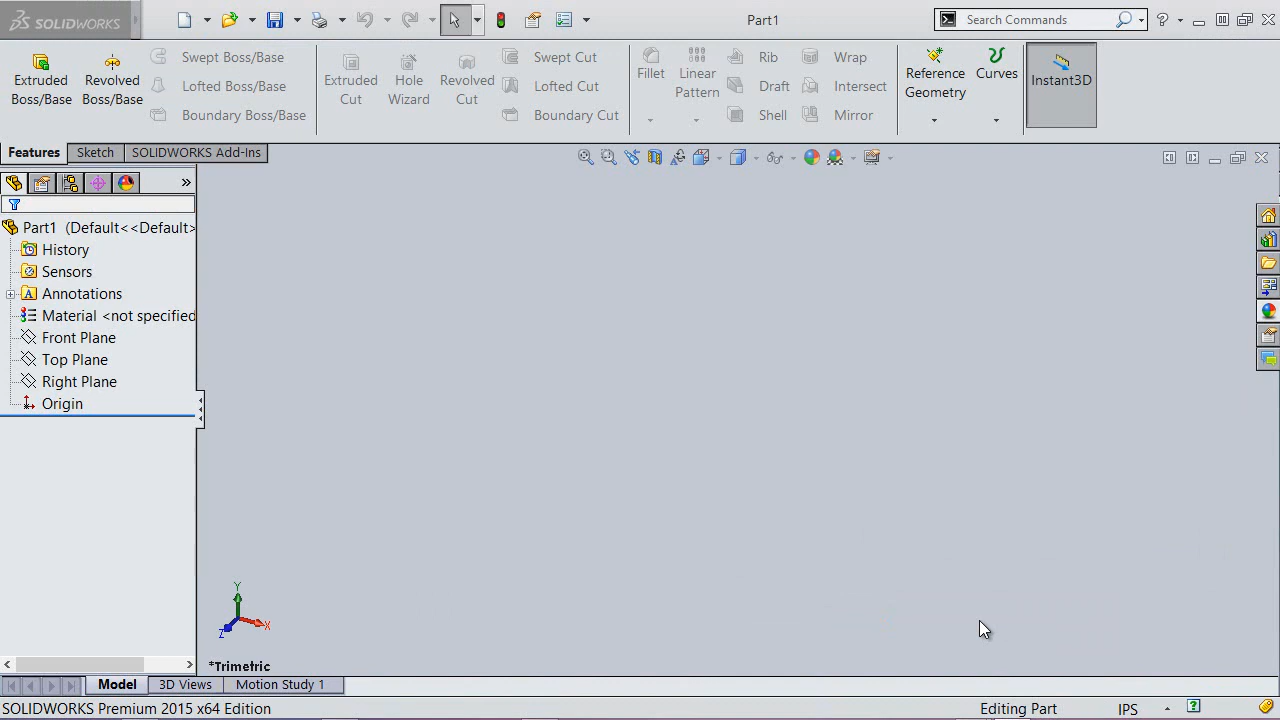 SOLIDWORKS
Part1
Search Commands
?
Extruded Boss/Base
Revolved Boss/Base
Swept Boss/Base
Lofted Boss/Base
Boundary Boss/Base
Extruded Cut
Hole Wizard
Revolved Cut
Swept Cut
Lofted Cut
Boundary Cut
Fillet
Linear Pattern
Rib
Draft
Shell
Wrap
Intersect
Mirror
Reference Geometry
Curves
Instant3D
Features
Sketch
SOLIDWORKS Add-Ins
»
Part1 (Default<<Default>
History
Sensors
Annotations
Material <not specified
Front Plane
Top Plane
Right Plane
Origin
Y
X
Z
*Trimetric
Model
3D Views
Motion Study 1
SOLIDWORKS Premium 2015 x64 Edition
Editing Part
IPS
?